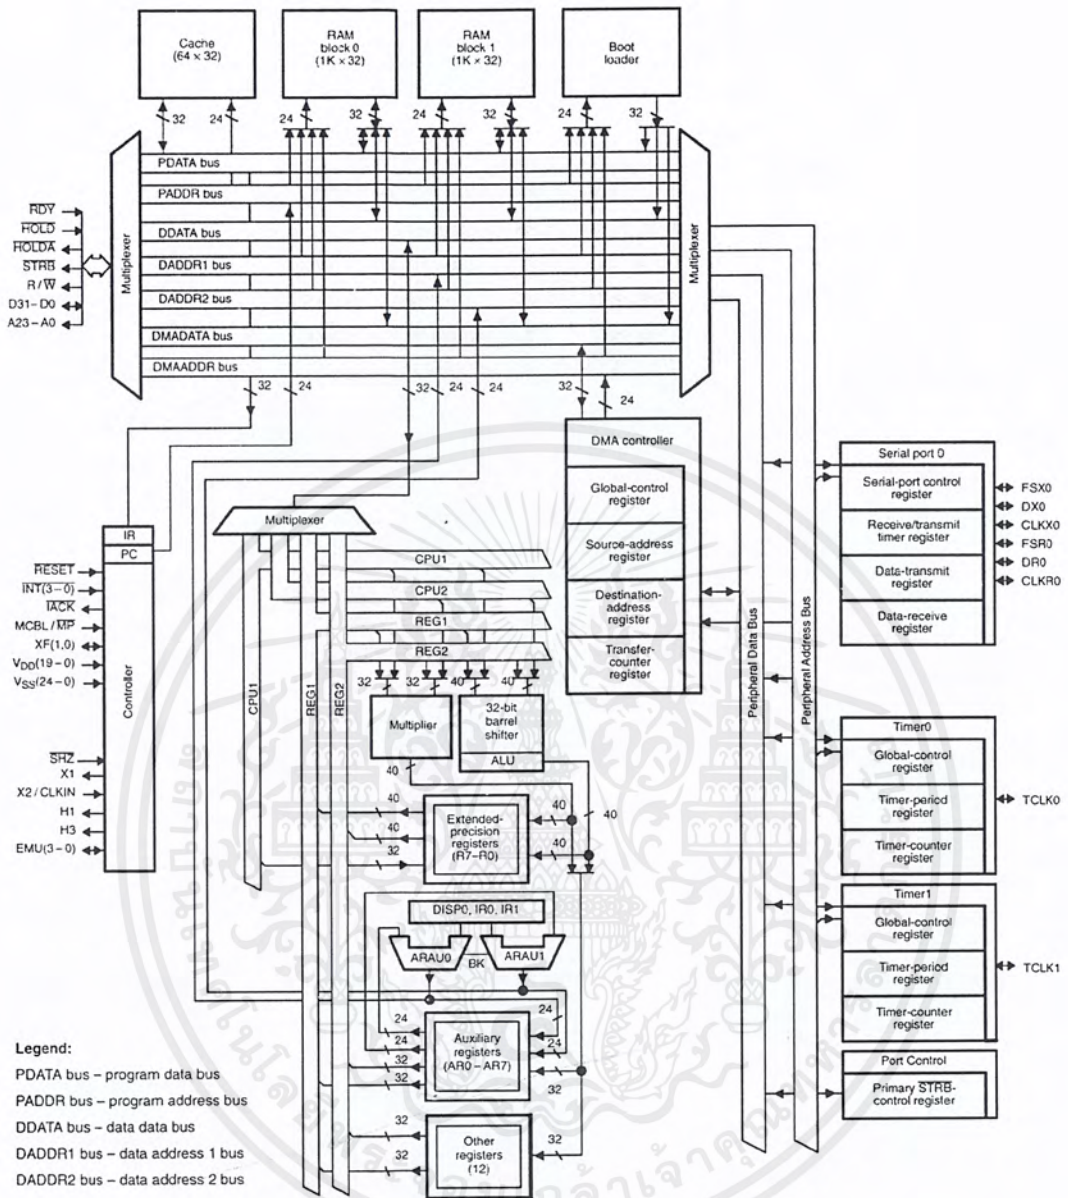 Cache
(64 × 32)
RAM
block 0
(1K × 32)
RAM
block 1
(1K × 32)
Boot
loader
32
24
24
32
24
32
24
32
PDATA bus
PADDR bus
DDATA bus
DADDR1 bus
DADDR2 bus
DMADATA bus
DMAADDR bus
Multiplexer
Multiplexer
RDY
HOLD
HOLDA
STRB
R / W
D31–D0
A23–A0
32
24
32
24
24
32
24
DMA controller
Global-control
register
Source-address
register
Destination-
address
register
Transfer-
counter
register
Peripheral Data Bus
Peripheral Address Bus
Serial port 0
Serial-port control
register
Receive/transmit
timer register
Data-transmit
register
Data-receive
register
FSX0
DX0
CLKX0
FSR0
DR0
CLKR0
IR
PC
Controller
RESET
INT(3–0)
IACK
MCBL / MP
XF(1,0)
VDD(19–0)
VSS(24–0)
SHZ
X1
X2 / CLKIN
H1
H3
EMU(3–0)
Multiplexer
CPU1
CPU2
REG1
REG2
CPU1
REG1
REG2
32
32
40
40
Multiplier
32-bit
barrel
shifter
ALU
40
40
40
32
Extended-
precision
registers
(R7–R0)
40
40
40
DISP0, IR0, IR1
ARAU0
BK
ARAU1
24
24
32
32
Auxiliary
registers
(AR0 – AR7)
24
24
32
32
32
Other
registers
(12)
32
Timer0
Global-control
register
Timer-period
register
Timer-counter
register
TCLK0
Timer1
Global-control
register
Timer-period
register
Timer-counter
register
TCLK1
Port Control
Primary STRB-
control register
Legend:
PDATA bus – program data bus
PADDR bus – program address bus
DDATA bus – data data bus
DADDR1 bus – data address 1 bus
DADDR2 bus – data address 2 bus